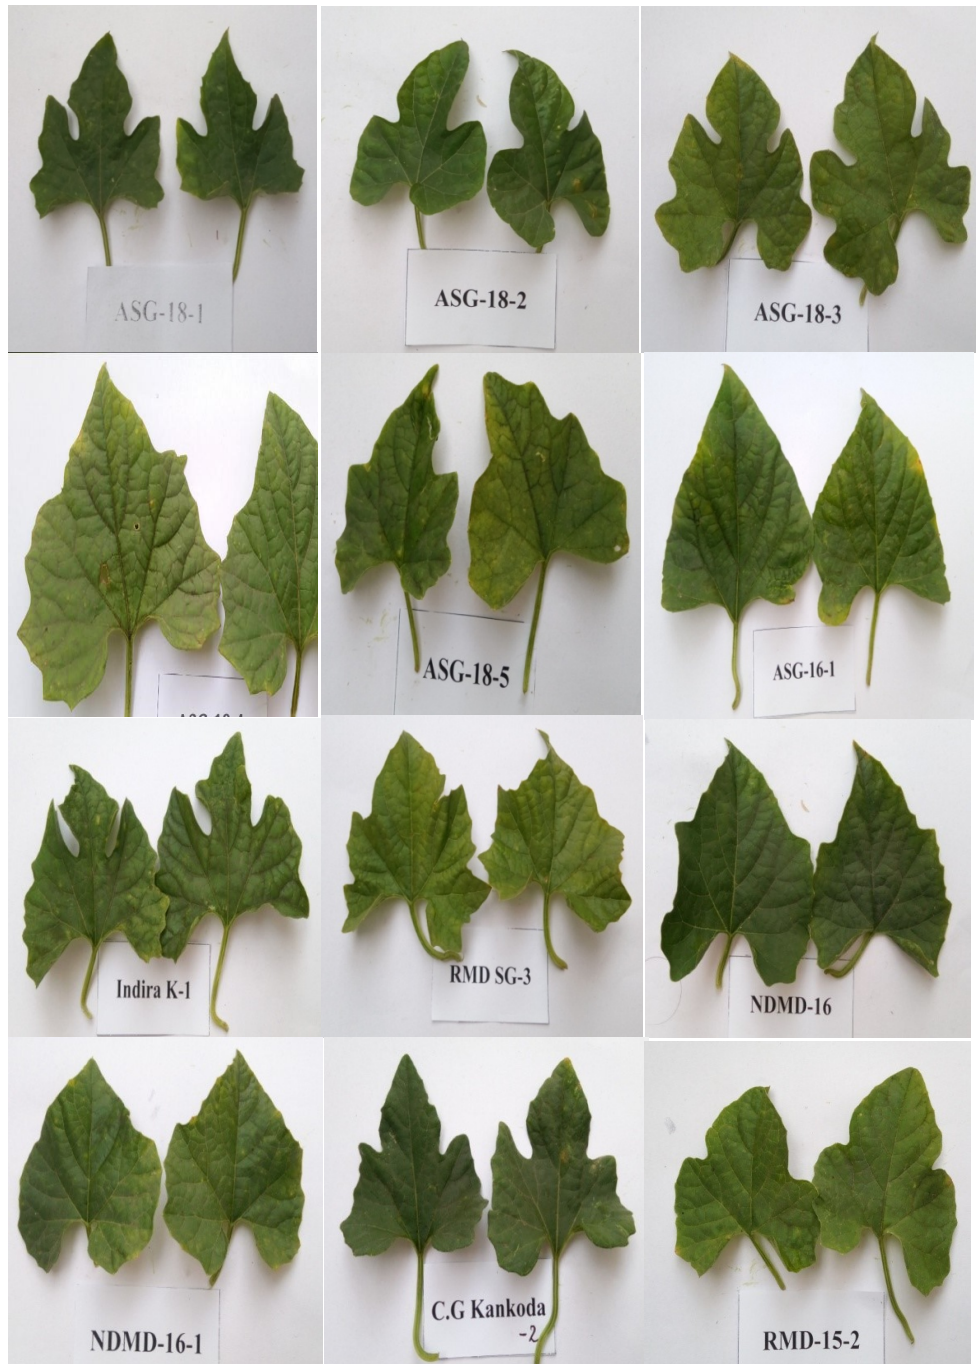 ASG-18-1
ASG-18-2
ASG-18-3
ASG-18-5
ASG-16-1
Indira K-1
RMD SG-3
NDMD-16
NDMD-16-1
C.G Kankoda
-2
RMD-15-2